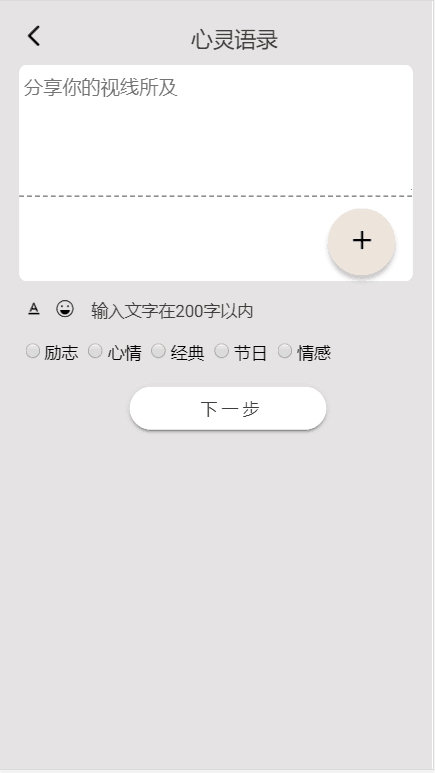 心灵语录
分享你的视线所及
+
A 输入文字在200字以内
励志 心情 经典 节日 情感
下一步